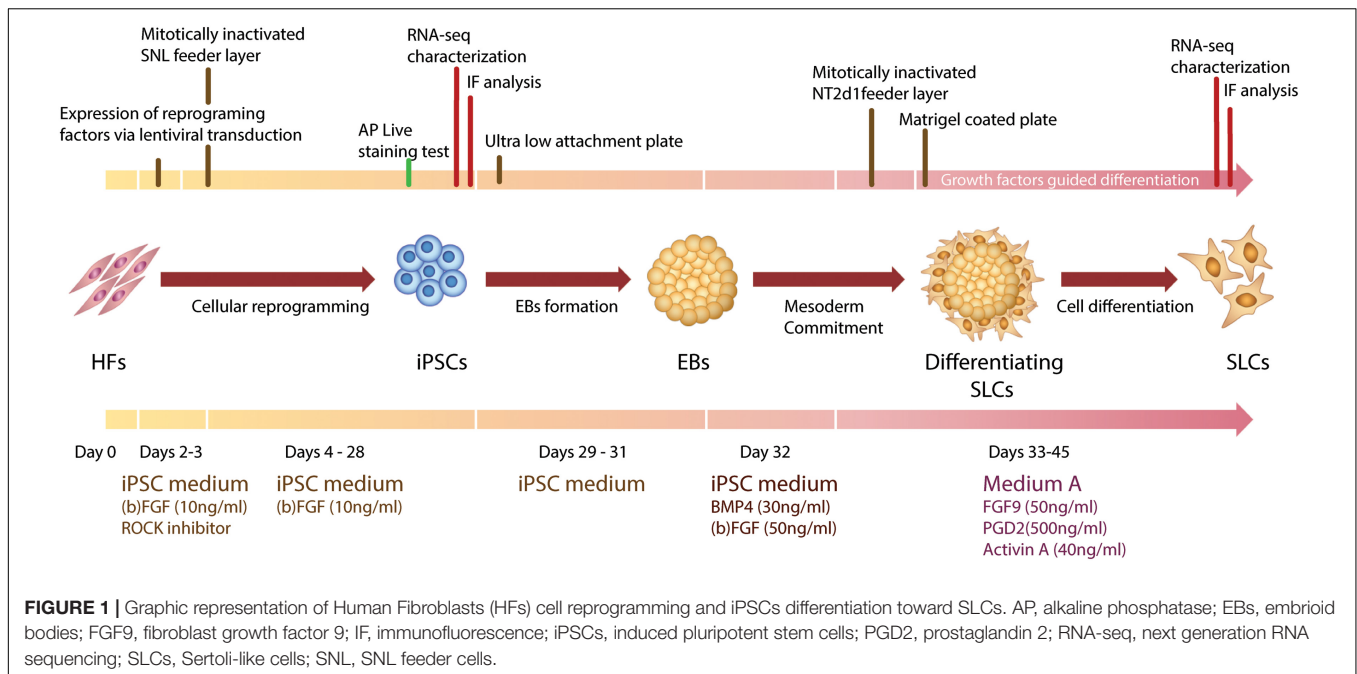 Mitotically inactivated
SNL feeder layer
Expression of reprograming
factors via lentiviral transduction
RNA-seq
characterization
IF analysis
AP Live
staining test
Ultra low attachment plate
Mitotically inactivated
NT2d1feeder layer
Matrigel coated plate
RNA-seq
characterization
IF analysis
Growth factors guided differentiation
Cellular reprogramming
EBs formation
Mesoderm
Commitment
Cell differentiation
HFs
iPSCs
EBs
Differentiating
SLCs
SLCs
Day 0
Days 2-3
Days 4 - 28
Days 29 - 31
Day 32
Days 33-45
iPSC medium
(b)FGF (10ng/ml)
ROCK inhibitor
iPSC medium
(b)FGF (10ng/ml)
iPSC medium
iPSC medium
BMP4 (30ng/ml)
(b)FGF (50ng/ml)
Medium A
FGF9 (50ng/ml)
PGD2(500ng/ml)
Activin A (40ng/ml)
FIGURE 1 | Graphic representation of Human Fibroblasts (HFs) cell reprogramming and iPSCs differentiation toward SLCs. AP, alkaline phosphatase; EBs, embrioid
bodies; FGF9, fibroblast growth factor 9; IF, immunofluorescence; iPSCs, induced pluripotent stem cells; PGD2, prostaglandin 2; RNA-seq, next generation RNA
sequencing; SLCs, Sertoli-like cells; SNL, SNL feeder cells.